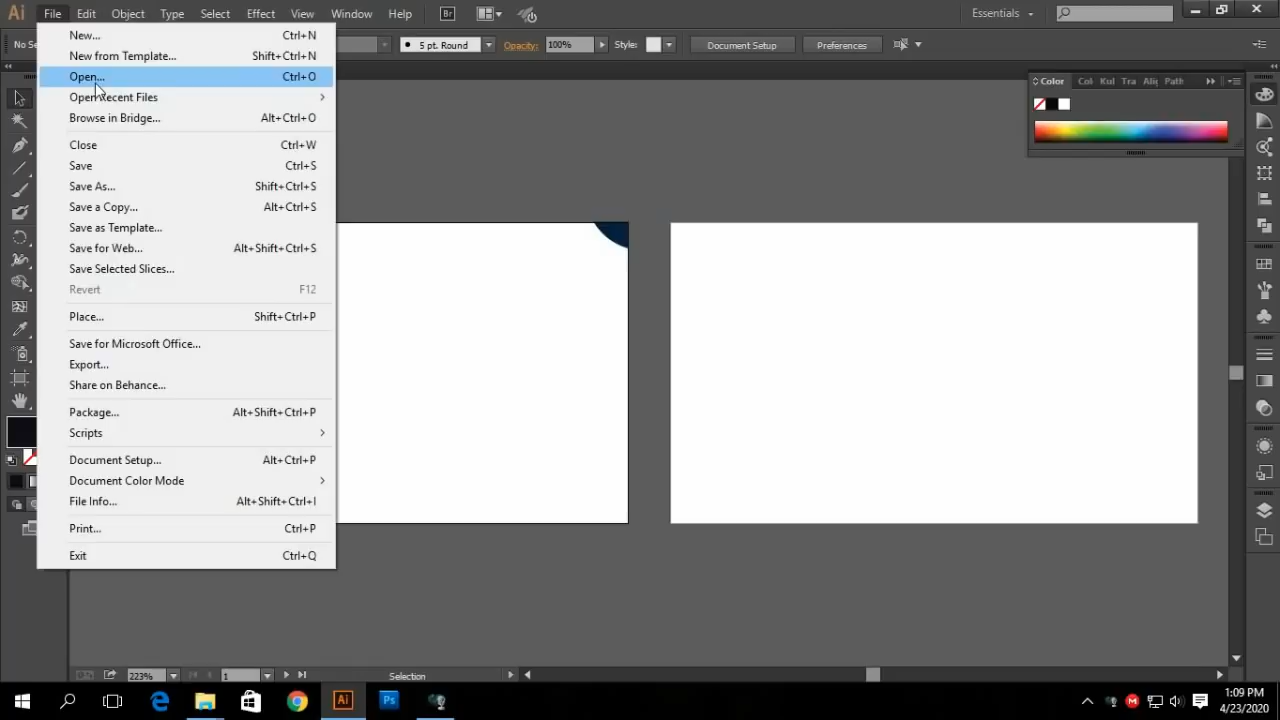 Ai File Edit Object Type Select Effect View Window Help Br
5 pt. Round Opacity: 100% Style: Document Setup Preferences
New... Ctrl+N
New from Template... Shift+Ctrl+N
Open... Ctrl+O
Open Recent Files
Browse in Bridge... Alt+Ctrl+O
Close Ctrl+W
Save Ctrl+S
Save As... Shift+Ctrl+S
Save a Copy... Alt+Ctrl+S
Save as Template...
Save for Web... Alt+Shift+Ctrl+S
Save Selected Slices...
Revert F12
Place... Shift+Ctrl+P
Save for Microsoft Office...
Export...
Share on Behance...
Package... Alt+Shift+Ctrl+P
Scripts
Document Setup... Alt+Ctrl+P
Document Color Mode
File Info... Alt+Shift+Ctrl+I
Print... Ctrl+P
Exit Ctrl+Q
Essentials
No Se
Color Col Kul Tra Alig Path
223% 1 Selection
Ai Ps
1:09 PM
4/23/2020